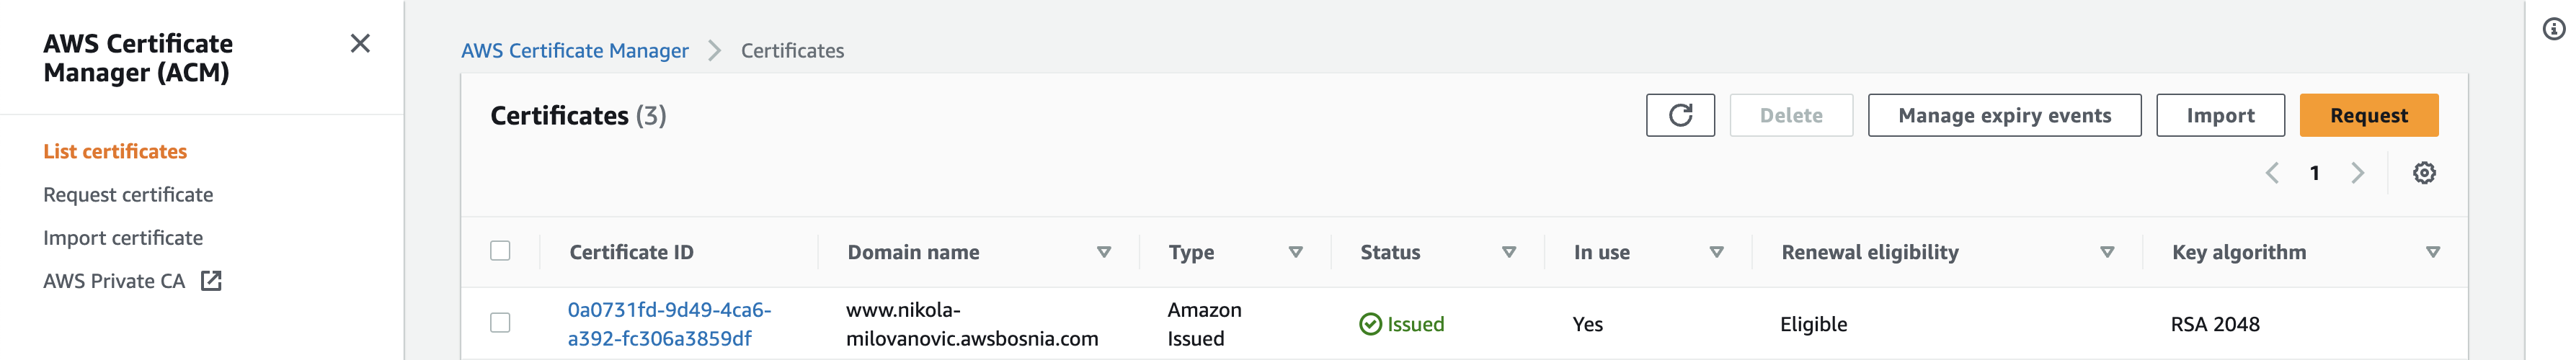 AWS Certificate
Manager (ACM)
List certificates
Request certificate
Import certificate
AWS Private CA
AWS Certificate Manager > Certificates
Certificates (3)
Delete
Manage expiry events
Import
Request
1
Certificate ID Domain name Type Status In use Renewal eligibility Key algorithm
0a0731fd-9d49-4ca6-
a392-fc306a3859df
www.nikola-
milovanovic.awsbosnia.com
Amazon
Issued
Issued
Yes
Eligible
RSA 2048